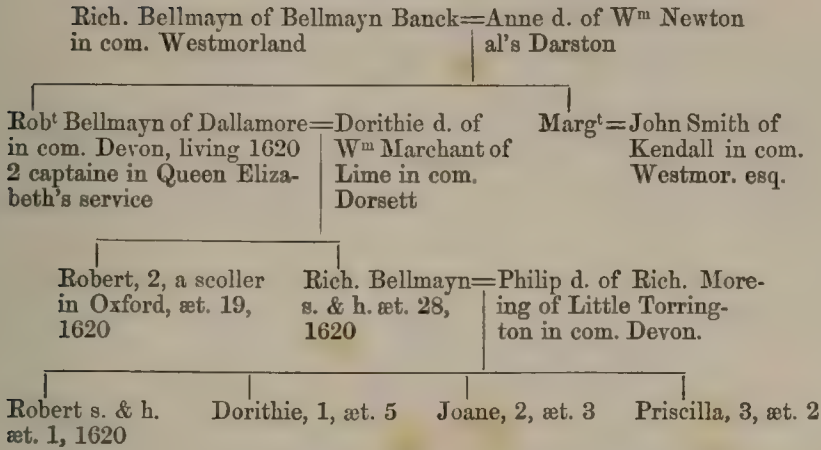 Rich. Bellmayn of Bellmayn Banck=Anne d. of Wᵐ Newton
in com. Westmorland al's Darston
Robᵗ Bellmayn of Dallamore=Dorithie d. of Margᵗ=John Smith of
in com. Devon, living 1620 Wᵐ Marchant of Kendall in com.
2 captaine in Queen Eliza- Lime in com. Westmor. esq.
beth's service Dorsett
Robert, 2, a scoller Rich. Bellmayn=Philip d. of Rich. More-
in Oxford, æt. 19, s. & h. æt. 28, ing of Little Torring-
1620 1620 ton in com. Devon.
Robert s. & h. Dorithie, 1, æt. 5 Joane, 2, æt. 3 Priscilla, 3, æt. 2
æt. 1, 1620